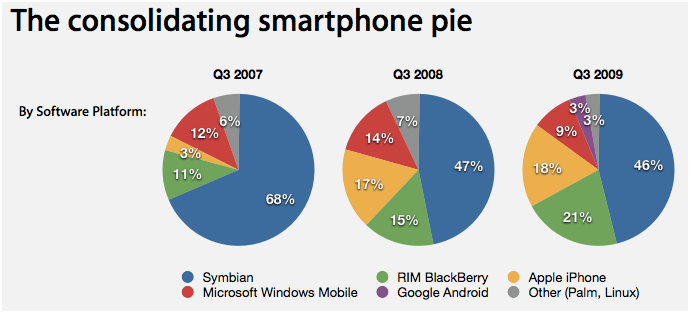 The consolidating smartphone pie
Q3 2007 Q3 2008 Q3 2009
By Software Platform:
6% 12% 3% 11% 68%
7% 14% 17% 15% 47%
3% 3% 9% 18% 21% 46%
Symbian RIM BlackBerry Apple iPhone
Microsoft Windows Mobile Google Android Other (Palm, Linux)